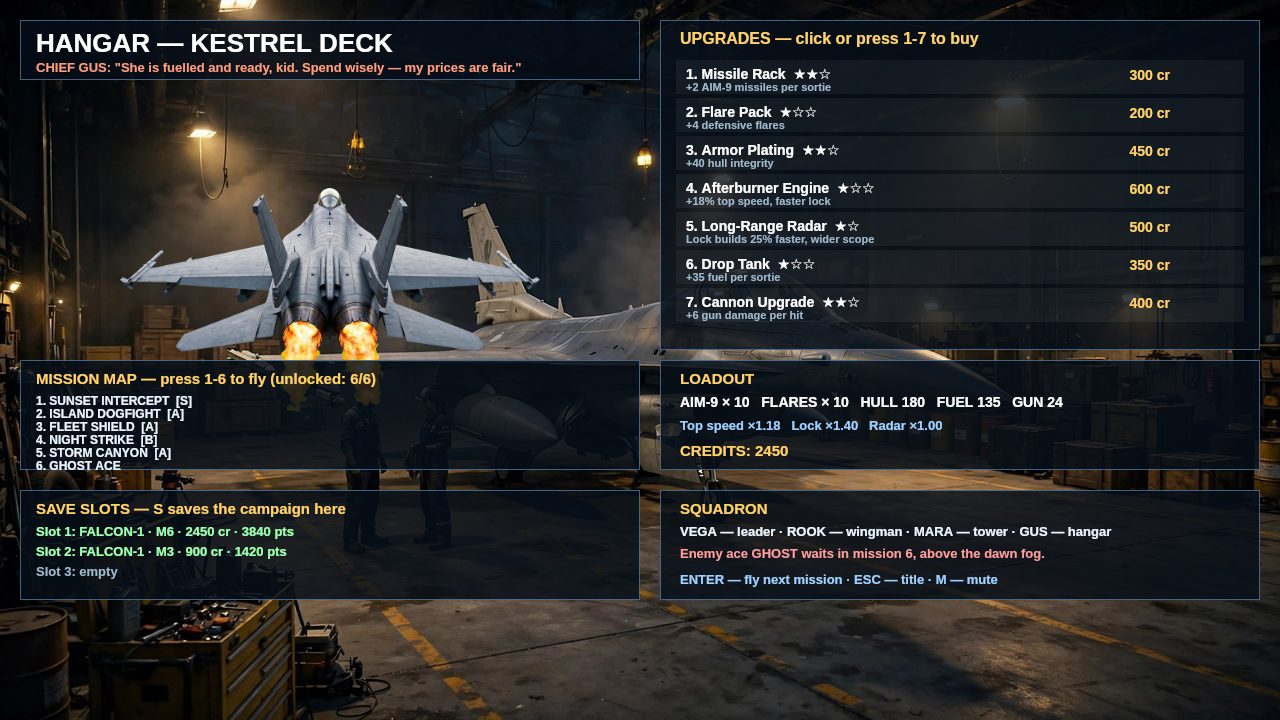 HANGAR — KESTREL DECK
CHIEF GUS: "She is fuelled and ready, kid. Spend wisely — my prices are fair."
UPGRADES — click or press 1-7 to buy
1. Missile Rack ★★☆ 300 cr
+2 AIM-9 missiles per sortie
2. Flare Pack ★☆☆ 200 cr
+4 defensive flares
3. Armor Plating ★★☆ 450 cr
+40 hull integrity
4. Afterburner Engine ★☆☆ 600 cr
+18% top speed, faster lock
5. Long-Range Radar ★☆ 500 cr
Lock builds 25% faster, wider scope
6. Drop Tank ★☆☆ 350 cr
+35 fuel per sortie
7. Cannon Upgrade ★★☆ 400 cr
+6 gun damage per hit
MISSION MAP — press 1-6 to fly (unlocked: 6/6)
1. SUNSET INTERCEPT [S]
2. ISLAND DOGFIGHT [A]
3. FLEET SHIELD [A]
4. NIGHT STRIKE [B]
5. STORM CANYON [A]
6. GHOST ACE
LOADOUT
AIM-9 × 10 FLARES × 10 HULL 180 FUEL 135 GUN 24
Top speed ×1.18 Lock ×1.40 Radar ×1.00
CREDITS: 2450
SAVE SLOTS — S saves the campaign here
Slot 1: FALCON-1 · M6 · 2450 cr · 3840 pts
Slot 2: FALCON-1 · M3 · 900 cr · 1420 pts
Slot 3: empty
SQUADRON
VEGA — leader · ROOK — wingman · MARA — tower · GUS — hangar
Enemy ace GHOST waits in mission 6, above the dawn fog.
ENTER — fly next mission · ESC — title · M — mute